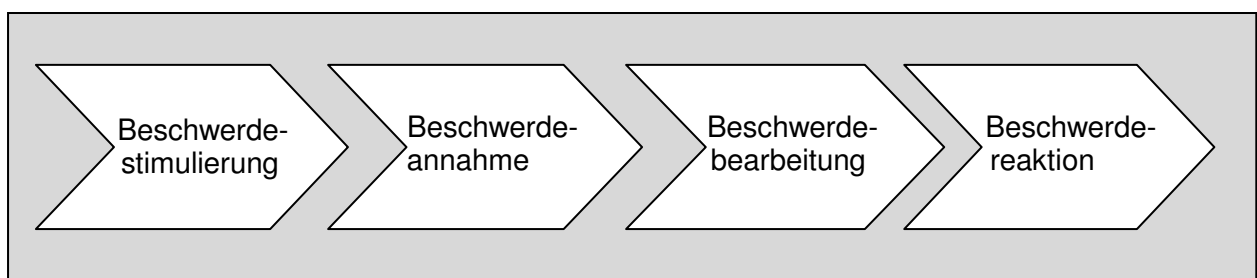 Beschwerde-
stimulierung
Beschwerde-
annahme
Beschwerde-
bearbeitung
Beschwerde-
reaktion